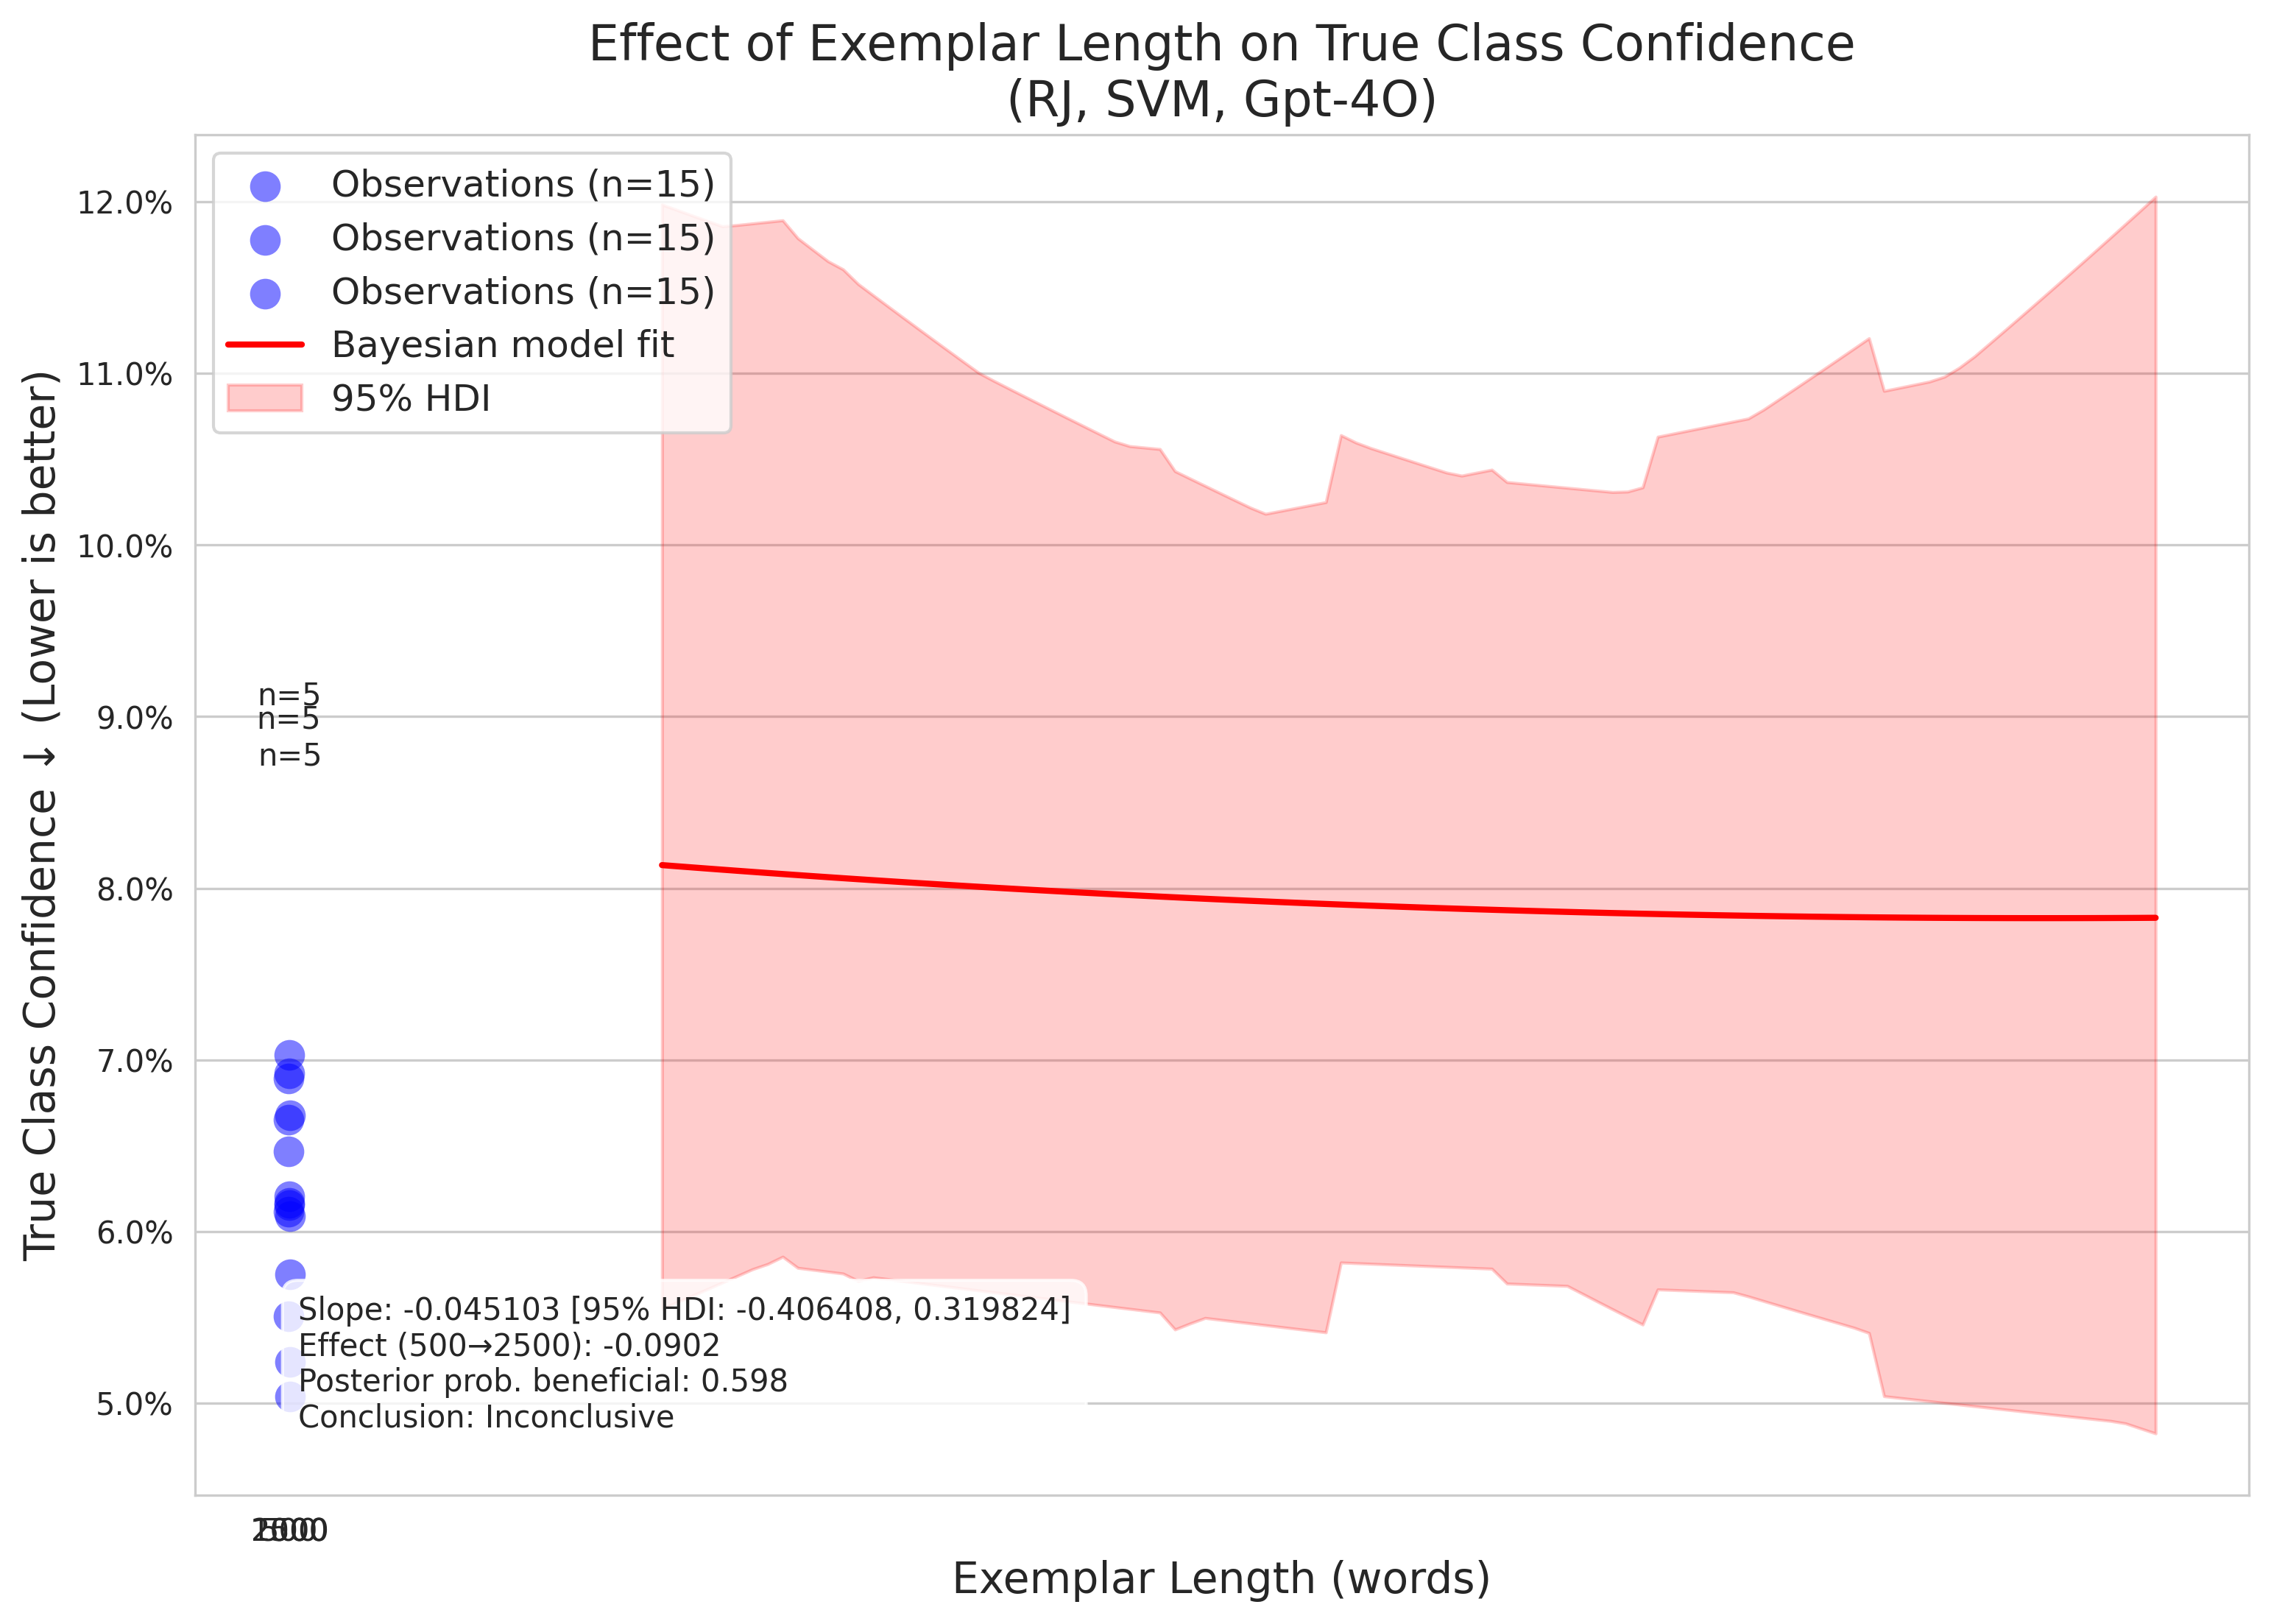 Effect of Exemplar Length on True Class Confidence
(RJ, SVM, Gpt-4O)
True Class Confidence ↓ (Lower is better)
12.0%
11.0%
10.0%
9.0%
8.0%
7.0%
6.0%
5.0%
Observations (n=15)
Observations (n=15)
Observations (n=15)
Bayesian model fit
95% HDI
n=5
n=5
n=5
Slope: -0.045103 [95% HDI: -0.406408, 0.319824]
Effect (500→2500): -0.0902
Posterior prob. beneficial: 0.598
Conclusion: Inconclusive
Exemplar Length (words)